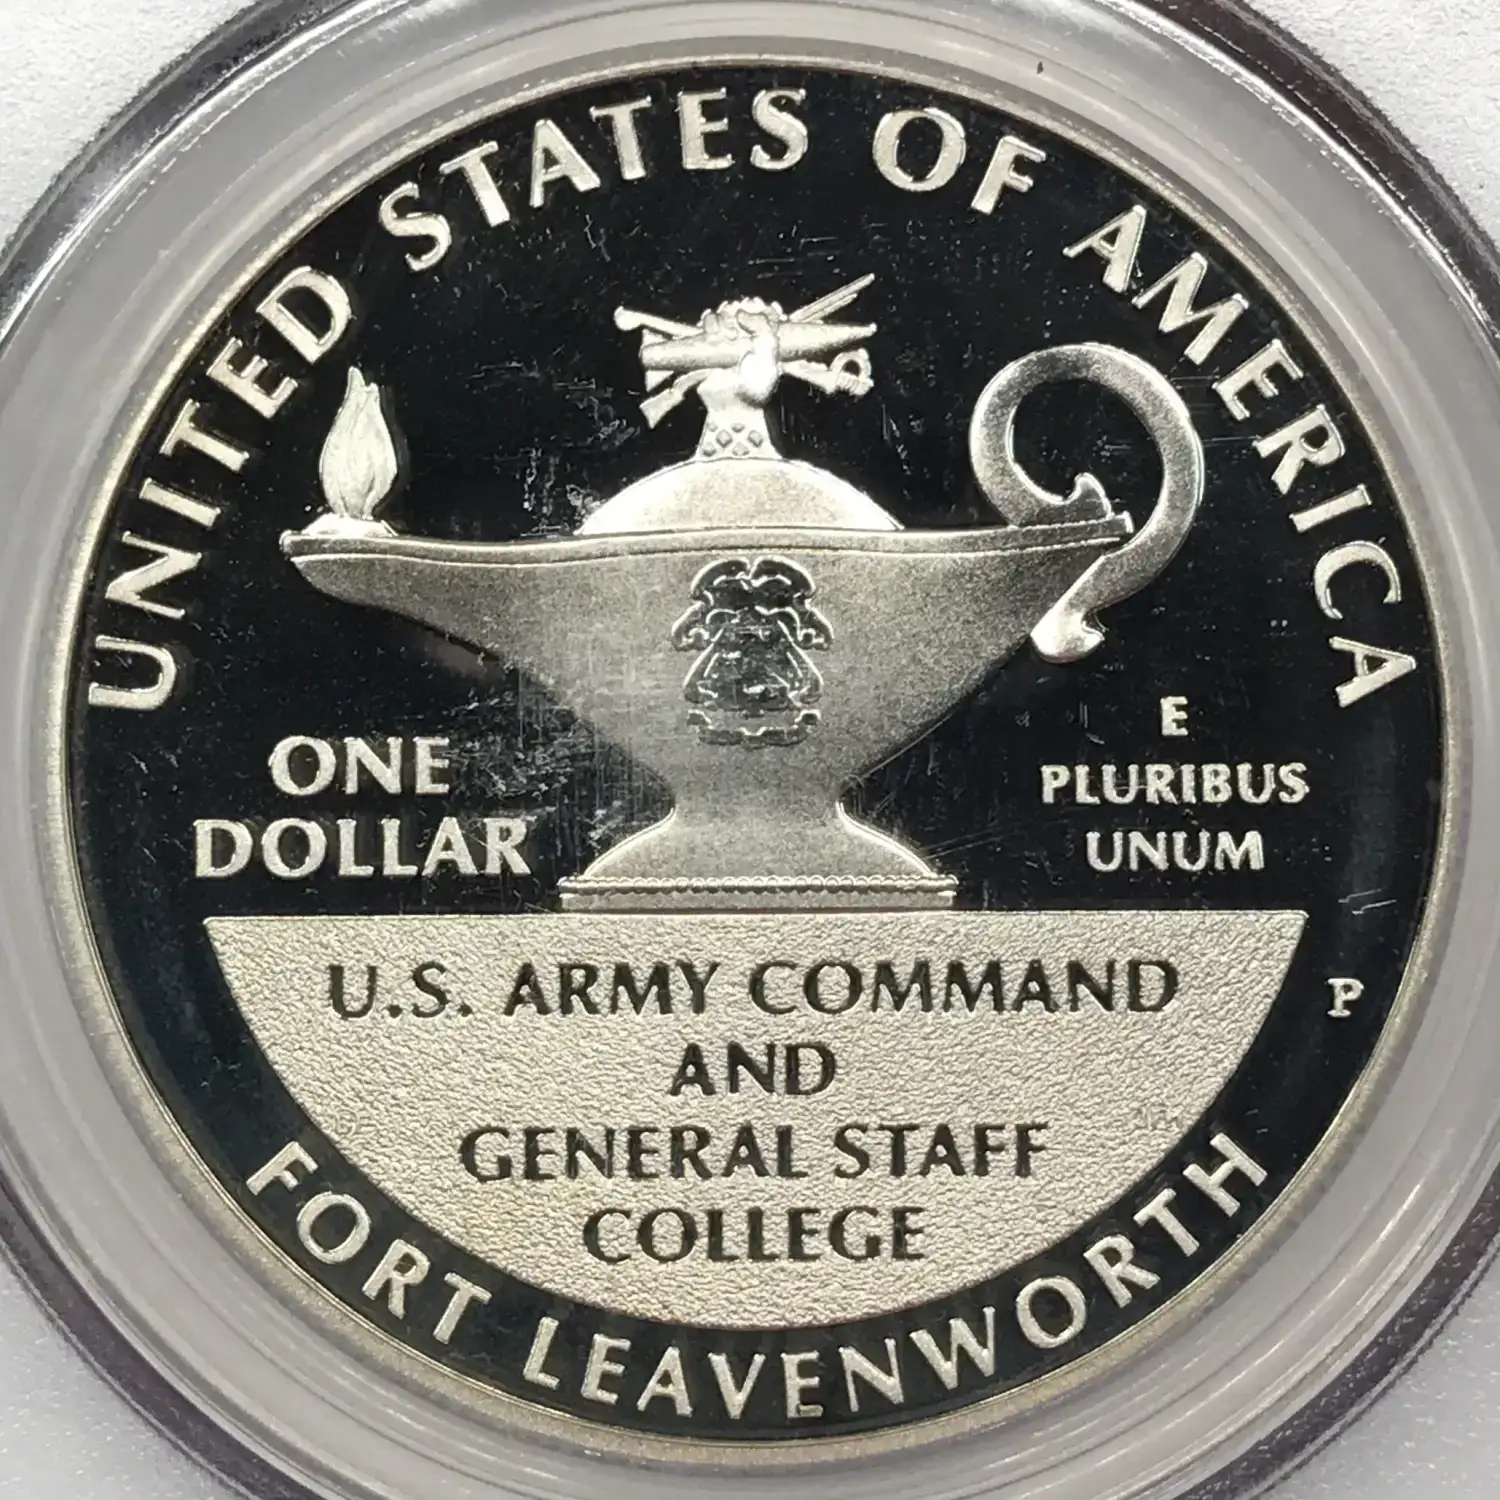 UNITED STATES OF AMERICA
ONE
DOLLAR
E
PLURIBUS
UNUM
P
U.S. ARMY COMMAND
AND
GENERAL STAFF
COLLEGE
FORT LEAVENWORTH